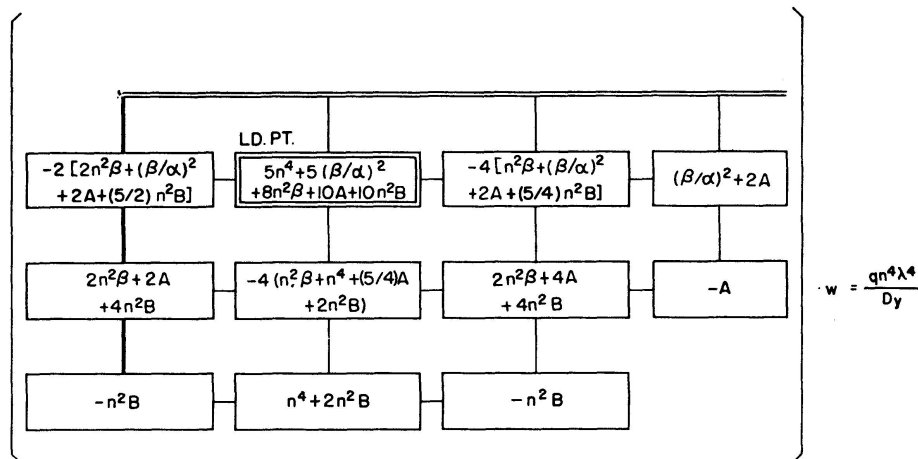 LD. PT.
-2 [2n²β+(β/α)²
+2A+(5/2) n²B]
5n⁴+5 (β/α)²
+8n²β+10A+10n²B
-4[n²β+(β/α)²
+2A+(5/4) n²B]
(β/α)²+2A
2n²β+2A
+4n²B
-4 (n²β+n⁴+(5/4)A
+2n²B)
2n²β+4A
+4n²B
-A
· w = qn⁴λ⁴/Dy
-n²B
n⁴+2n²B
-n²B